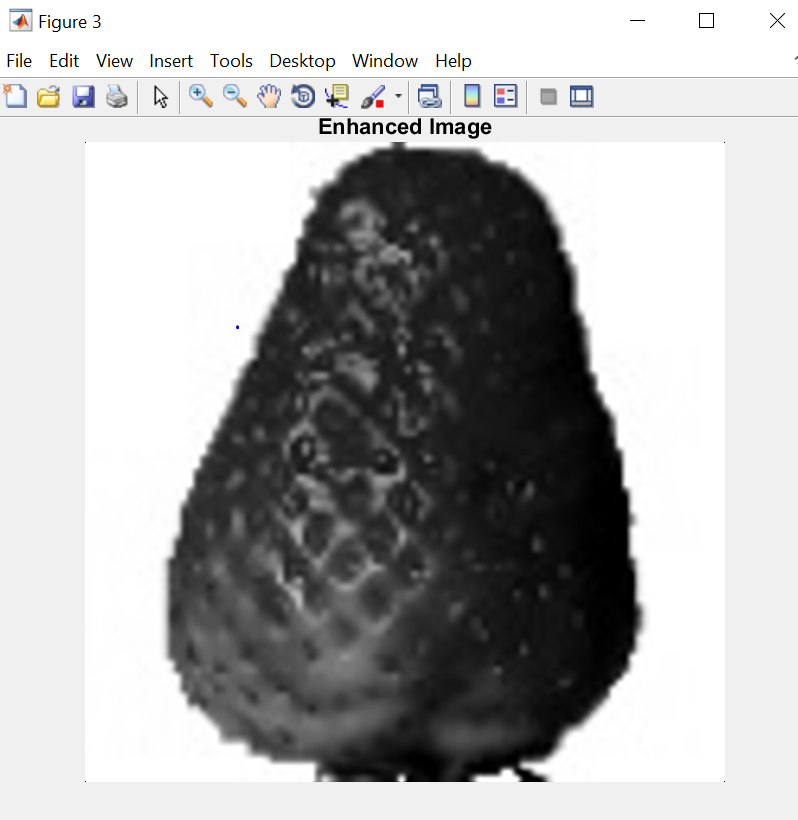 Figure 3
File Edit View Insert Tools Desktop Window Help
Enhanced Image